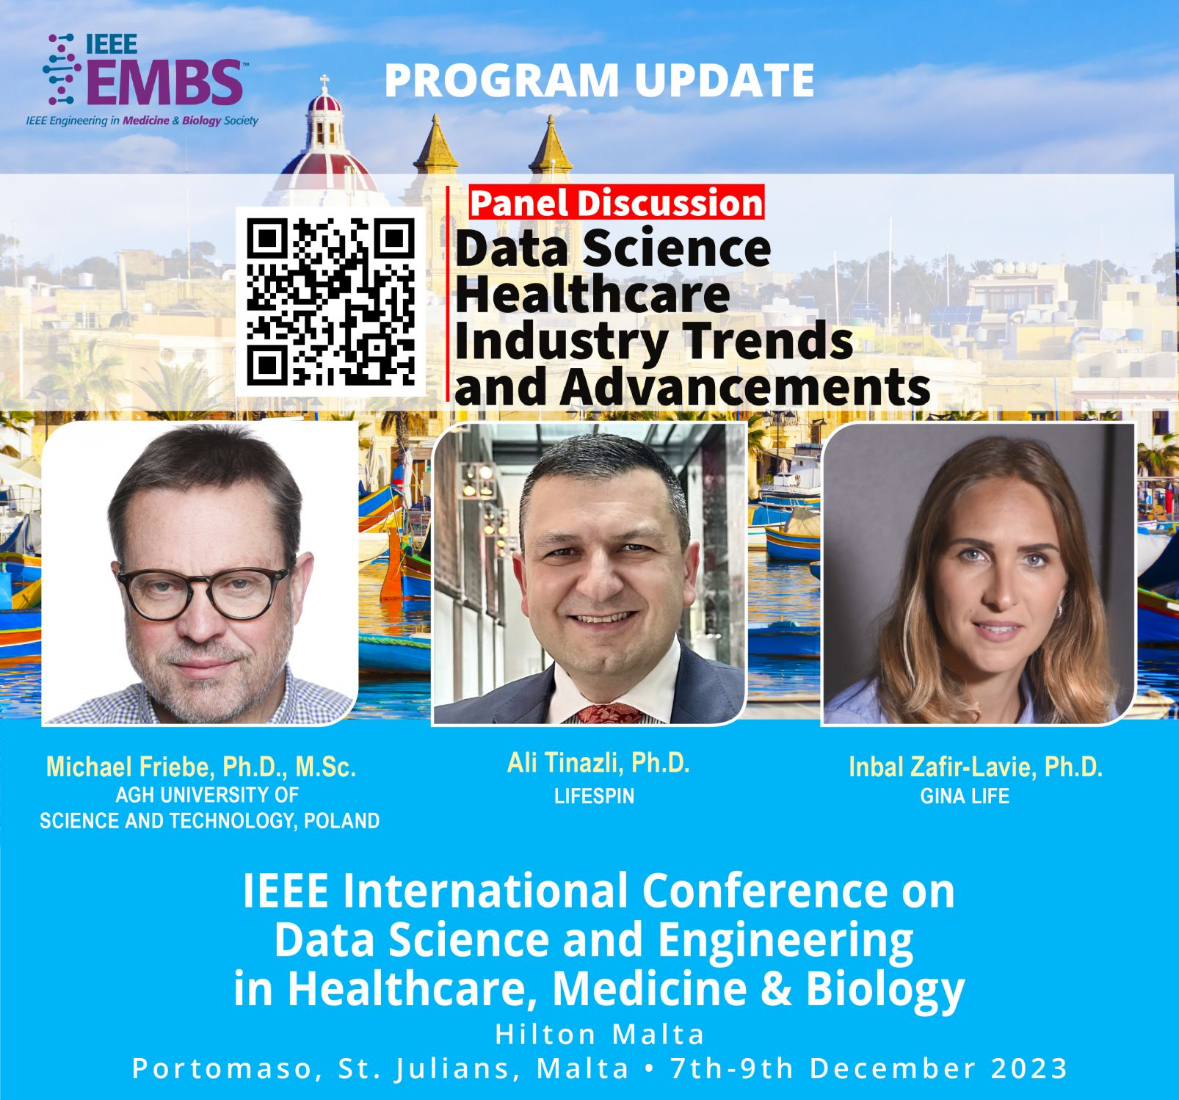 IEEE
EMBS™
IEEE Engineering in Medicine & Biology Society
PROGRAM UPDATE
Panel Discussion
Data Science
Healthcare
Industry Trends
and Advancements
Michael Friebe, Ph.D., M.Sc.
AGH UNIVERSITY OF
SCIENCE AND TECHNOLOGY, POLAND
Ali Tinazli, Ph.D.
LIFESPIN
Inbal Zafir-Lavie, Ph.D.
GINA LIFE
IEEE International Conference on
Data Science and Engineering
in Healthcare, Medicine & Biology
Hilton Malta
Portomaso, St. Julians, Malta • 7th-9th December 2023